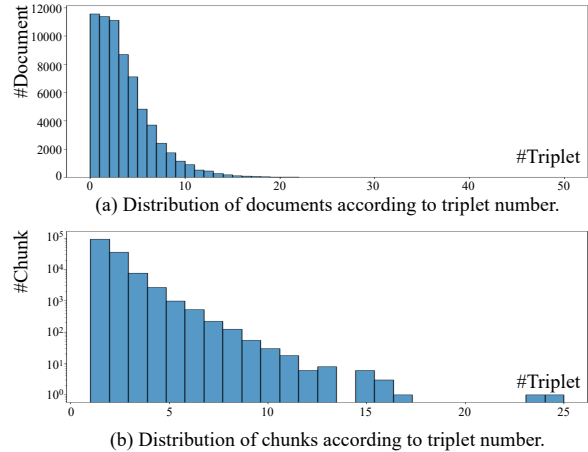 12000
10000
8000
6000
4000
2000
0
#Document
#Triplet
0 10 20 30 40 50
(a) Distribution of documents according to triplet number.
10^5
10^4
10^3
10^2
10^1
10^0
#Chunk
#Triplet
0 5 10 15 20 25
(b) Distribution of chunks according to triplet number.